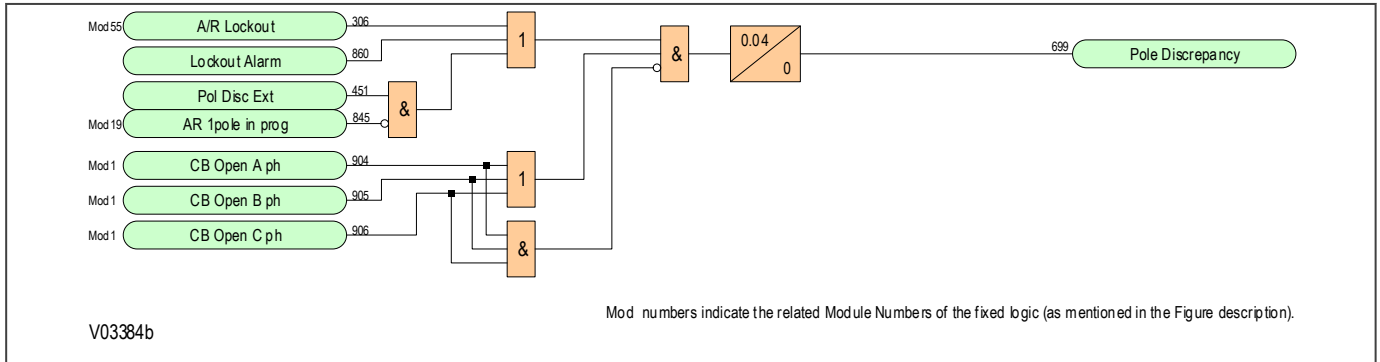 Mod 55 A/R Lockout 306
Lockout Alarm 860
Pol Disc Ext 451
Mod 19 AR 1pole in prog 845
Mod 1 CB Open A ph 904
Mod 1 CB Open B ph 905
Mod 1 CB Open C ph 906
1
&
1
&
&
0.04
0
699 Pole Discrepancy
Mod numbers indicate the related Module Numbers of the fixed logic (as mentioned in the Figure description).
V03384b